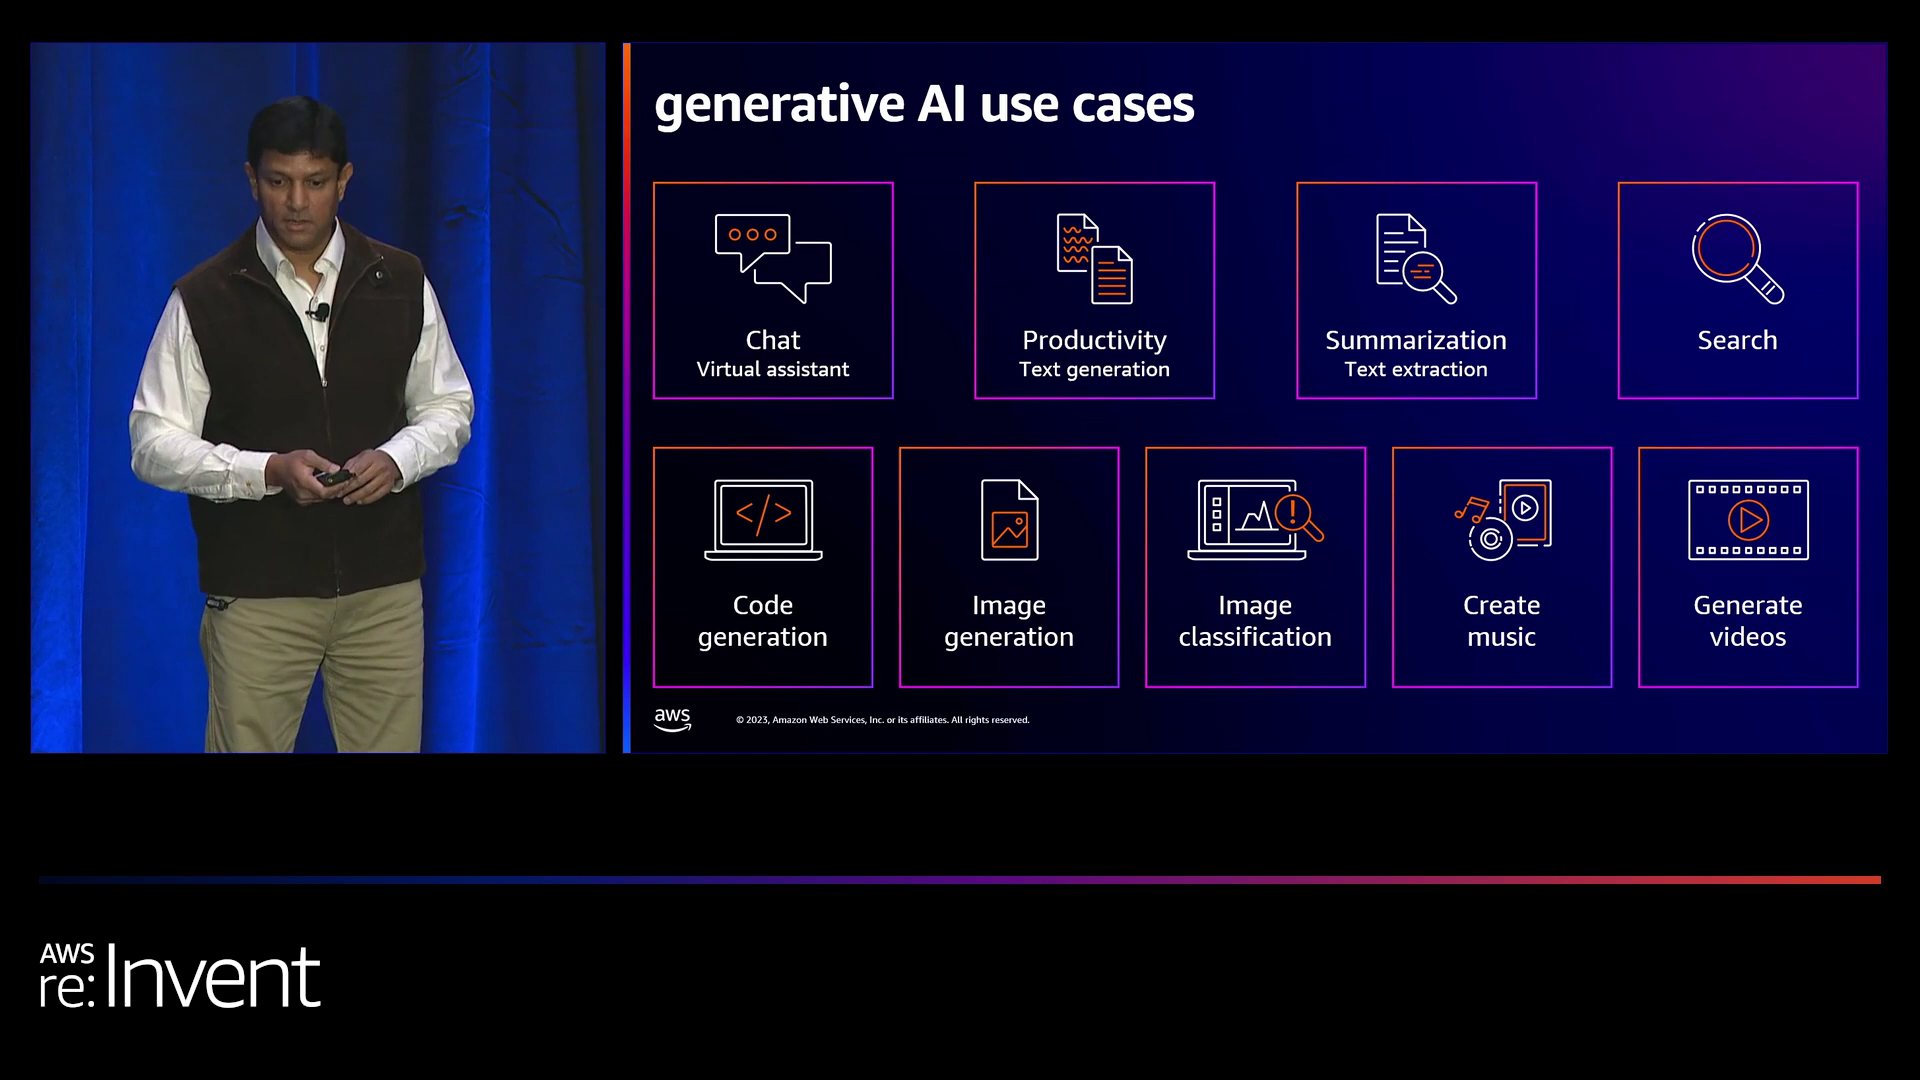 generative AI use cases
Chat
Virtual assistant
Productivity
Text generation
Summarization
Text extraction
Search
</>
Code
generation
Image
generation
Image
classification
Create
music
Generate
videos
aws
© 2023, Amazon Web Services, Inc. or its affiliates. All rights reserved.
AWS
re:Invent